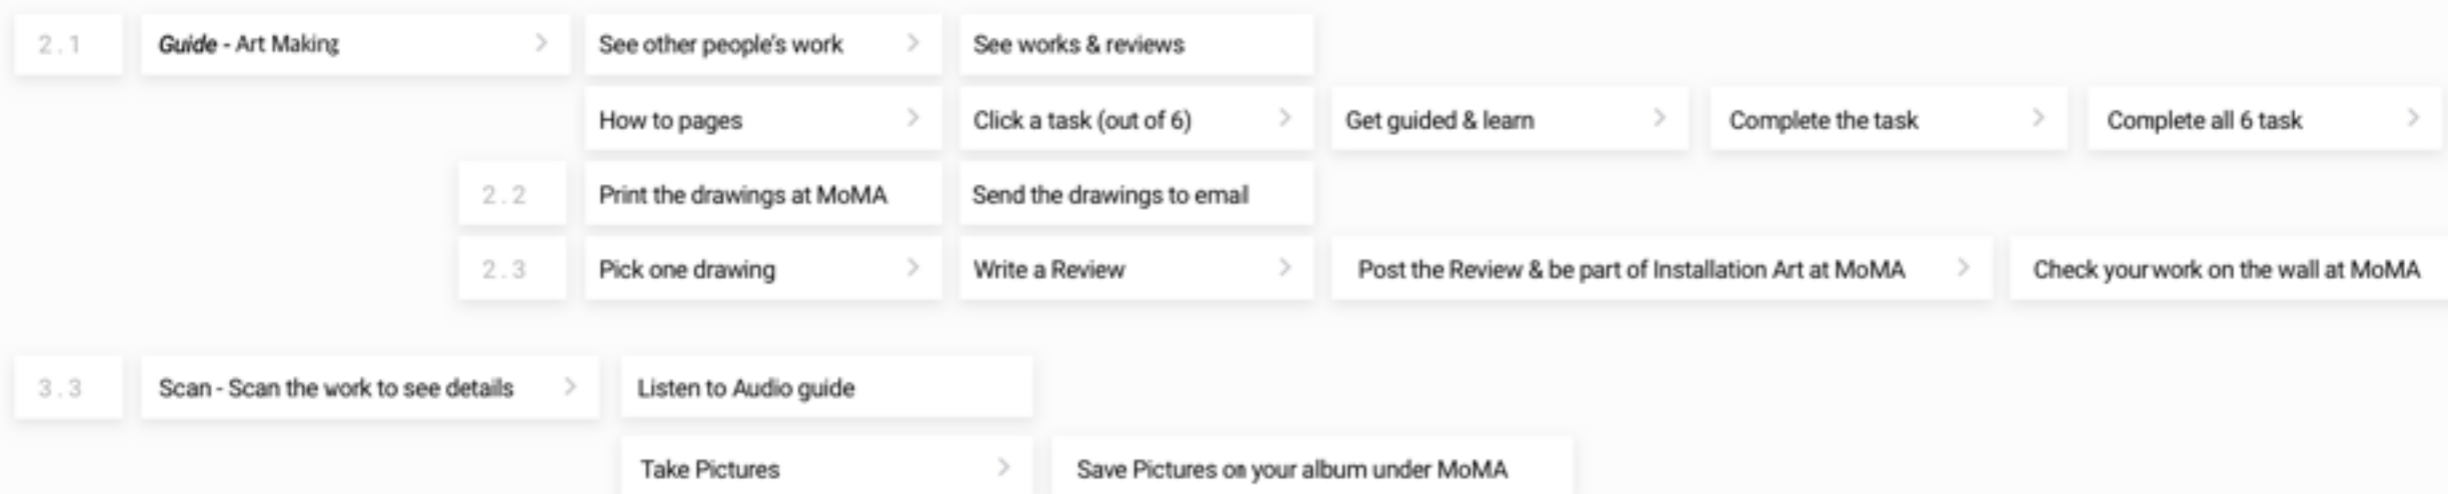 2.1 Guide - Art Making > See other people's work > See works & reviews
How to pages > Click a task (out of 6) > Get guided & learn > Complete the task > Complete all 6 task >
2.2 Print the drawings at MoMA Send the drawings to email
2.3 Pick one drawing > Write a Review > Post the Review & be part of Installation Art at MoMA > Check your work on the wall at MoMA
3.3 Scan - Scan the work to see details > Listen to Audio guide
Take Pictures > Save Pictures on your album under MoMA